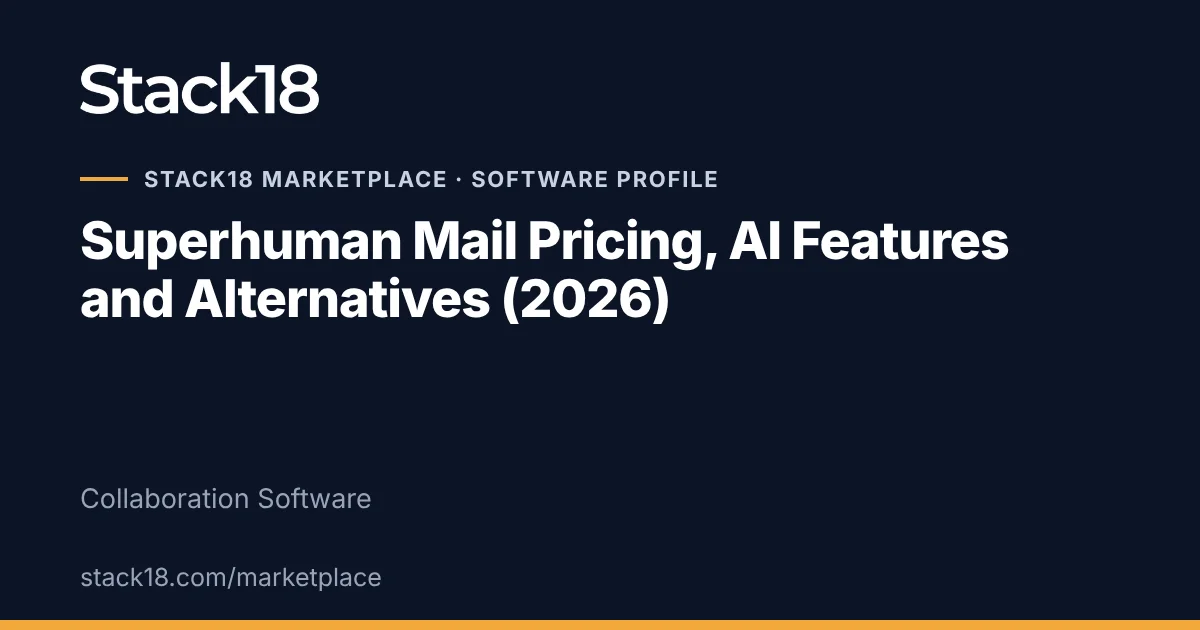 Stack18
STACK18 MARKETPLACE · SOFTWARE PROFILE
Superhuman Mail Pricing, AI Features
and Alternatives (2026)
Collaboration Software
stack18.com/marketplace